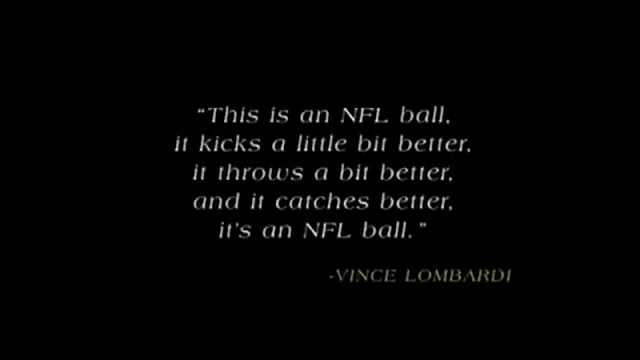 “This is an NFL ball,
it kicks a little bit better,
it throws a bit better,
and it catches better,
it's an NFL ball.”
-VINCE LOMBARDI